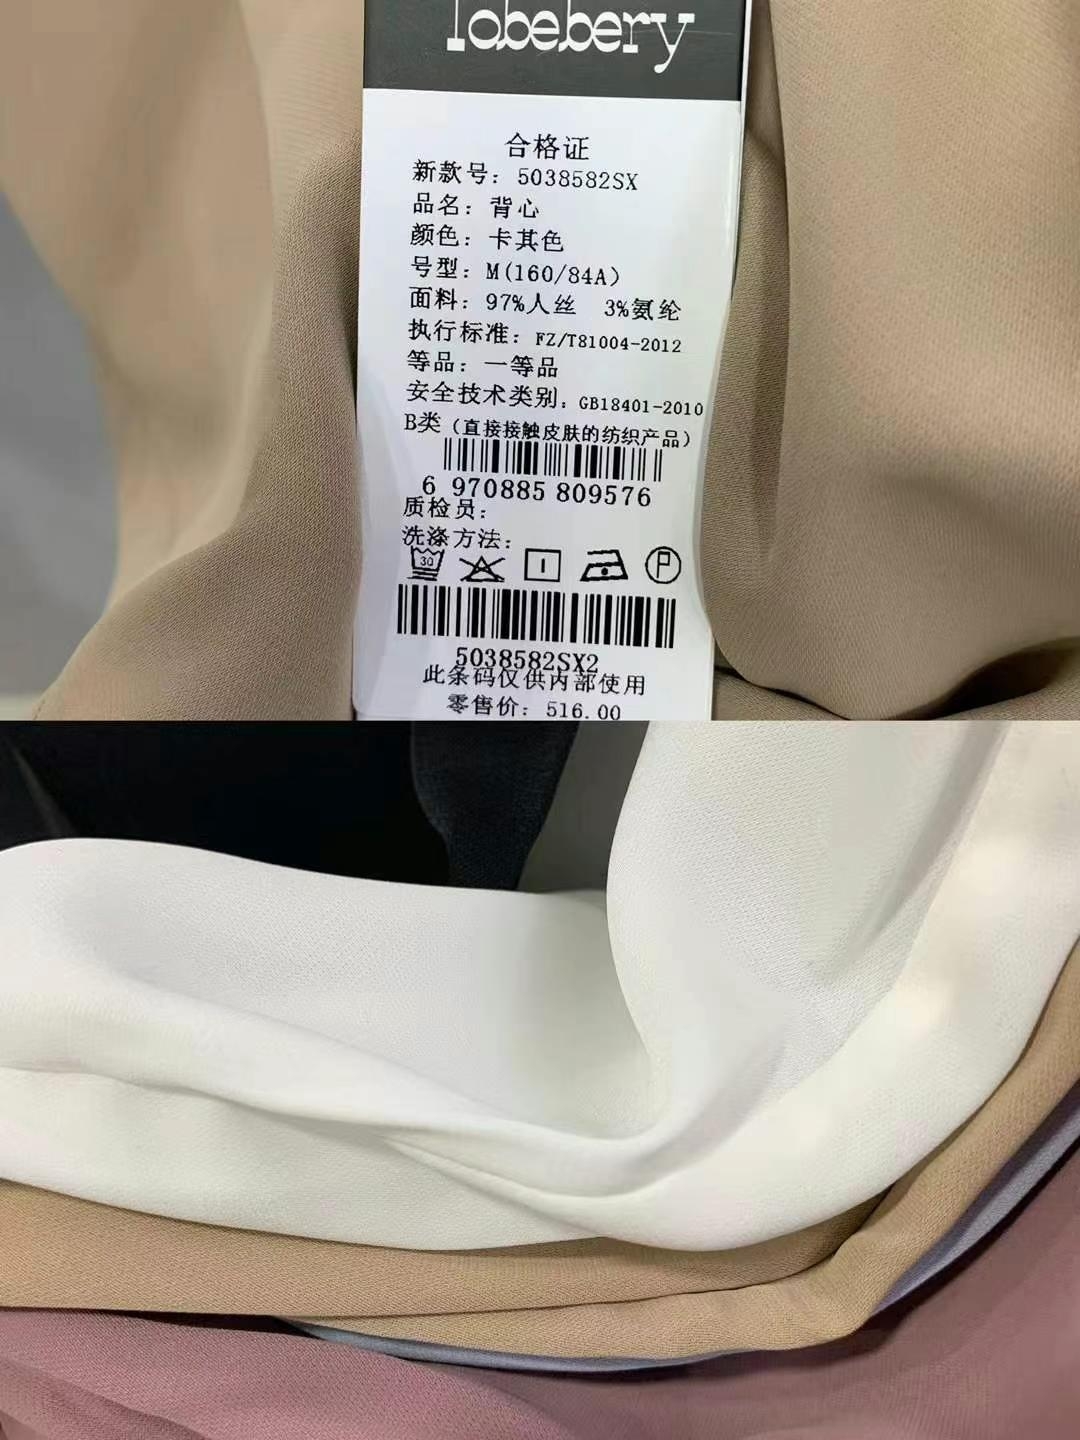 lobebery
合格证
新款号：5038582SX
品名：背心
颜色：卡其色
号型：M(160/84A)
面料：97%人丝 3%氨纶
执行标准：FZ/T81004-2012
等品：一等品
安全技术类别：GB18401-2010
B类（直接接触皮肤的纺织产品）
6 970885 809576
质检员：
洗涤方法：
30 P
5038582SX2
此条码仅供内部使用
零售价：516.00